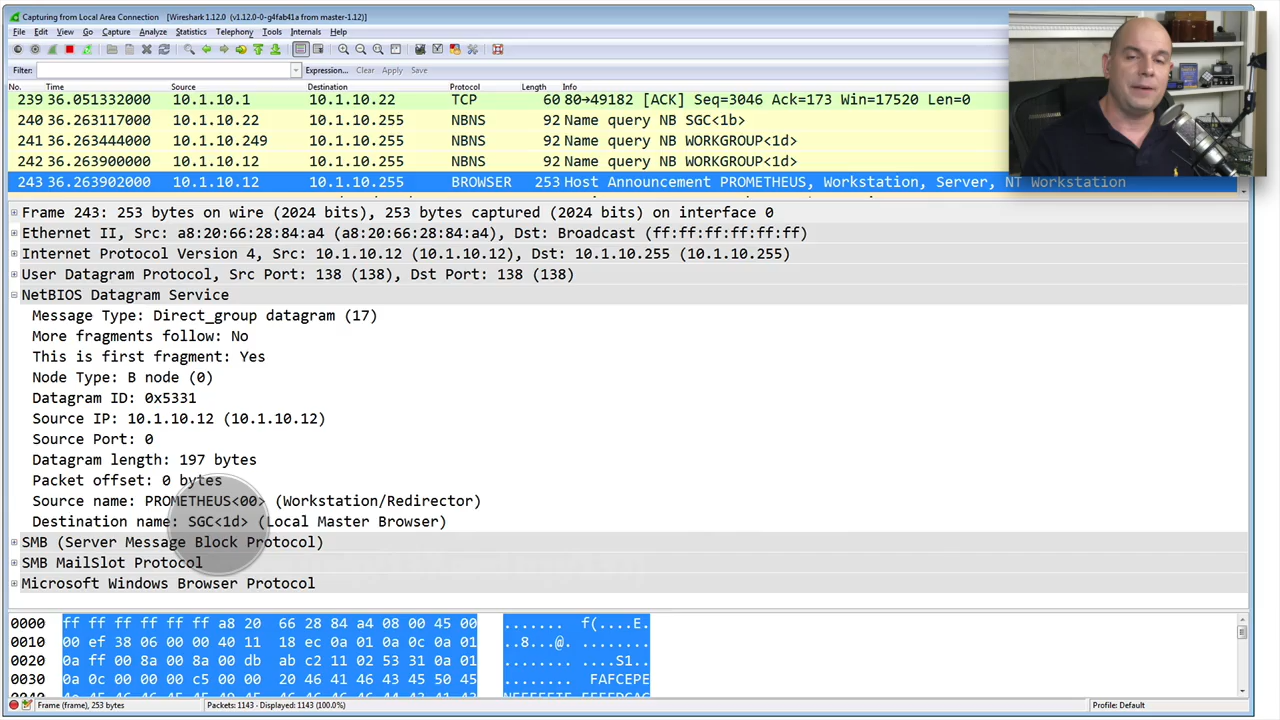 Capturing from Local Area Connection [Wireshark 1.12.0 (v1.12.0-0-g4fab41a from master-1.12)]
File Edit View Go Capture Analyze Statistics Telephony Tools Internals Help
Filter: Expression... Clear Apply Save
No. Time Source Destination Protocol Length Info
239 36.051332000 10.1.10.1 10.1.10.22 TCP 60 80→49182 [ACK] Seq=3046 Ack=173 Win=17520 Len=0
240 36.263117000 10.1.10.22 10.1.10.255 NBNS 92 Name query NB SGC<1b>
241 36.263444000 10.1.10.249 10.1.10.255 NBNS 92 Name query NB WORKGROUP<1d>
242 36.263900000 10.1.10.12 10.1.10.255 NBNS 92 Name query NB WORKGROUP<1d>
243 36.263902000 10.1.10.12 10.1.10.255 BROWSER 253 Host Announcement PROMETHEUS, Workstation, Server, NT Workstation
Frame 243: 253 bytes on wire (2024 bits), 253 bytes captured (2024 bits) on interface 0
Ethernet II, Src: a8:20:66:28:84:a4 (a8:20:66:28:84:a4), Dst: Broadcast (ff:ff:ff:ff:ff:ff)
Internet Protocol Version 4, Src: 10.1.10.12 (10.1.10.12), Dst: 10.1.10.255 (10.1.10.255)
User Datagram Protocol, Src Port: 138 (138), Dst Port: 138 (138)
NetBIOS Datagram Service
Message Type: Direct_group datagram (17)
More fragments follow: No
This is first fragment: Yes
Node Type: B node (0)
Datagram ID: 0x5331
Source IP: 10.1.10.12 (10.1.10.12)
Source Port: 0
Datagram length: 197 bytes
Packet offset: 0 bytes
Source name: PROMETHEUS<00> (Workstation/Redirector)
Destination name: SGC<1d> (Local Master Browser)
SMB (Server Message Block Protocol)
SMB MailSlot Protocol
Microsoft Windows Browser Protocol
0000 ff ff ff ff ff ff a8 20 66 28 84 a4 08 00 45 00 ....... f(....E.
0010 00 ef 38 06 00 00 40 11 18 ec 0a 01 0a 0c 0a 01 ..8...@. ........
0020 0a ff 00 8a 00 8a 00 db ab c2 11 02 53 31 0a 01 ........ ....S1..
0030 0a 0c 00 00 00 c5 00 00 20 46 41 46 43 45 50 45 ........ FAFCEPE
Frame (frame), 253 bytes Packets: 1143 · Displayed: 1143 (100.0%) Profile: Default